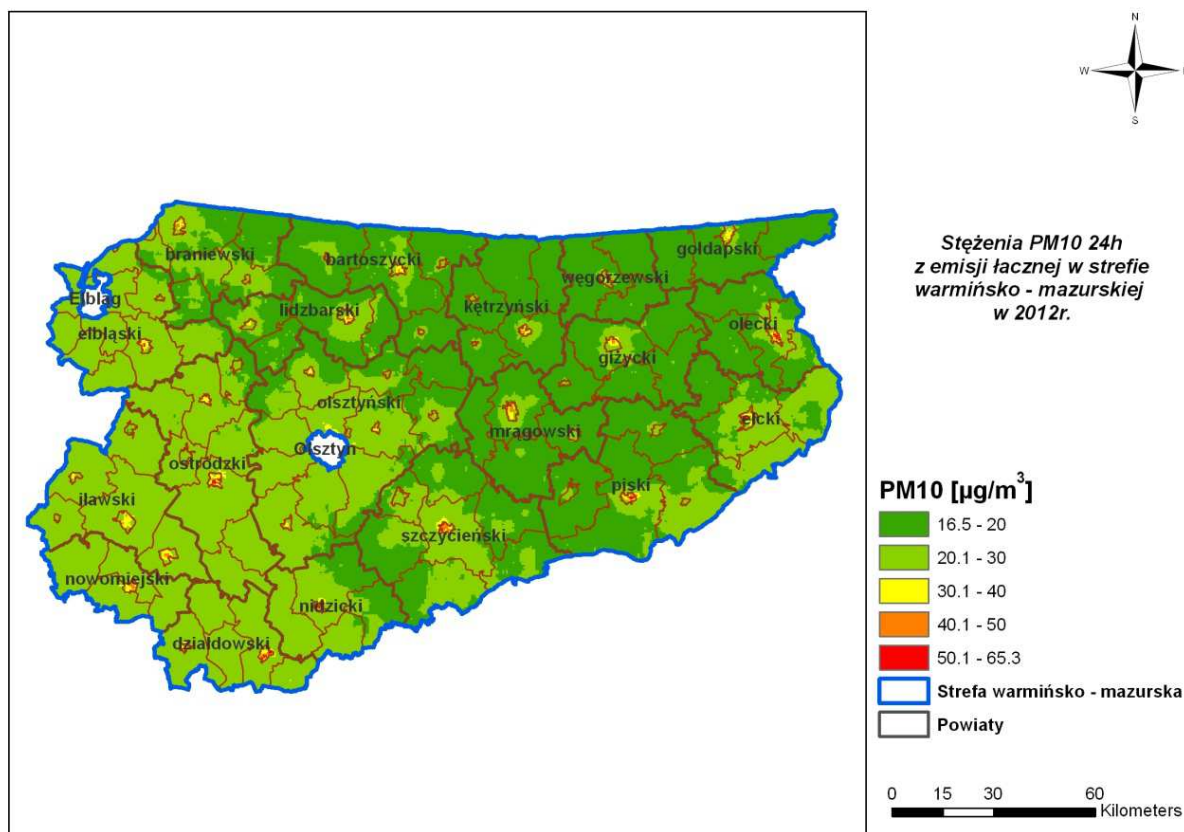 N
W
S
Stężenia PM10 24h
z emisji łacznej w strefie
warmińsko - mazurskiej
w 2012r.
braniewski
bartoszycki
gołdapski
węgorzewski
Elbląg
lidzbarski
kętrzyński
olecki
elbląski
giżycki
olsztyński
ełcki
mrągowski
Olsztyn
ostródzki
iławski
piski
szczycieński
nowomiejski
nidzicki
działdowski
PM10 [µg/m³]
16.5 - 20
20.1 - 30
30.1 - 40
40.1 - 50
50.1 - 65.3
Strefa warmińsko - mazurska
Powiaty
0 15 30 60
Kilometers